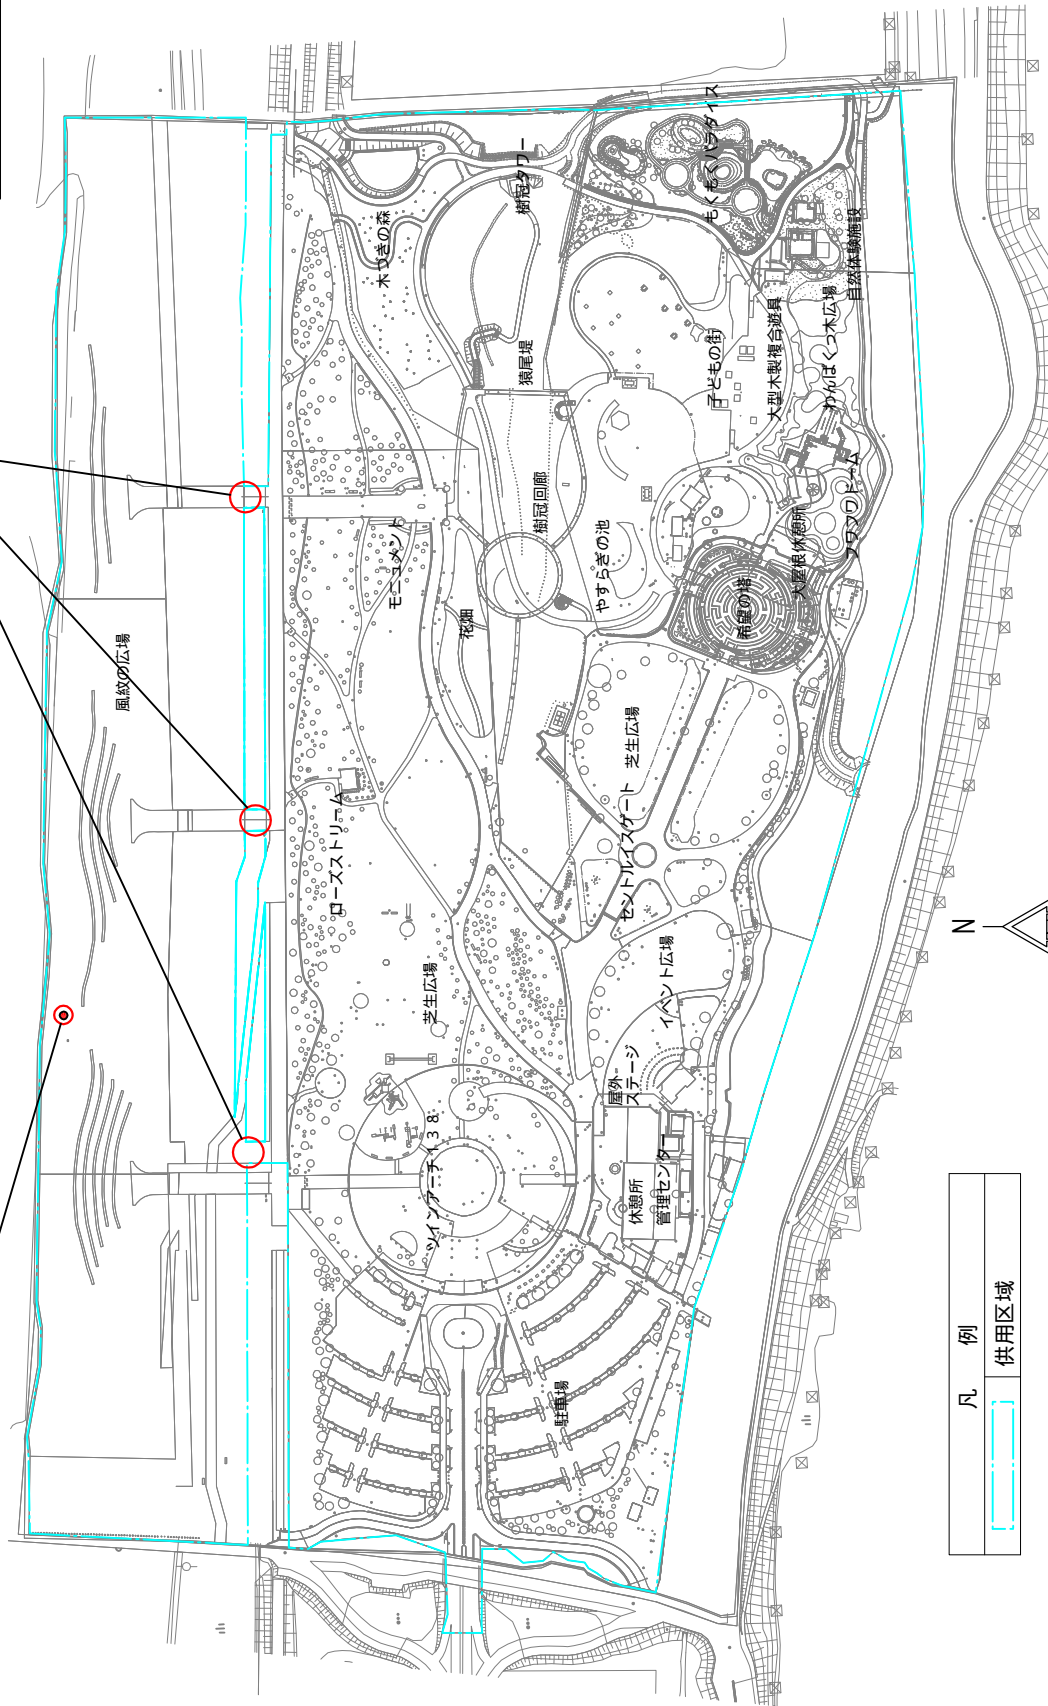 風紋の広場
木つきの森
樹冠タワー
もくもくパラダイス
自然体験施設
猿尾堤
子どもの街
大型木製複合遊具
わんぱくっ木広場
モニュメント
樹冠回廊
やすらぎの池
花畑
希望の塔
大屋根休憩所
フワフワドーム
ローズストリーム
芝生広場
セントルイスゲート
芝生広場
イベント広場
屋外
ステージ
ツインアーチ138
休憩所
管理センター
駐車場
N
凡 例
供用区域